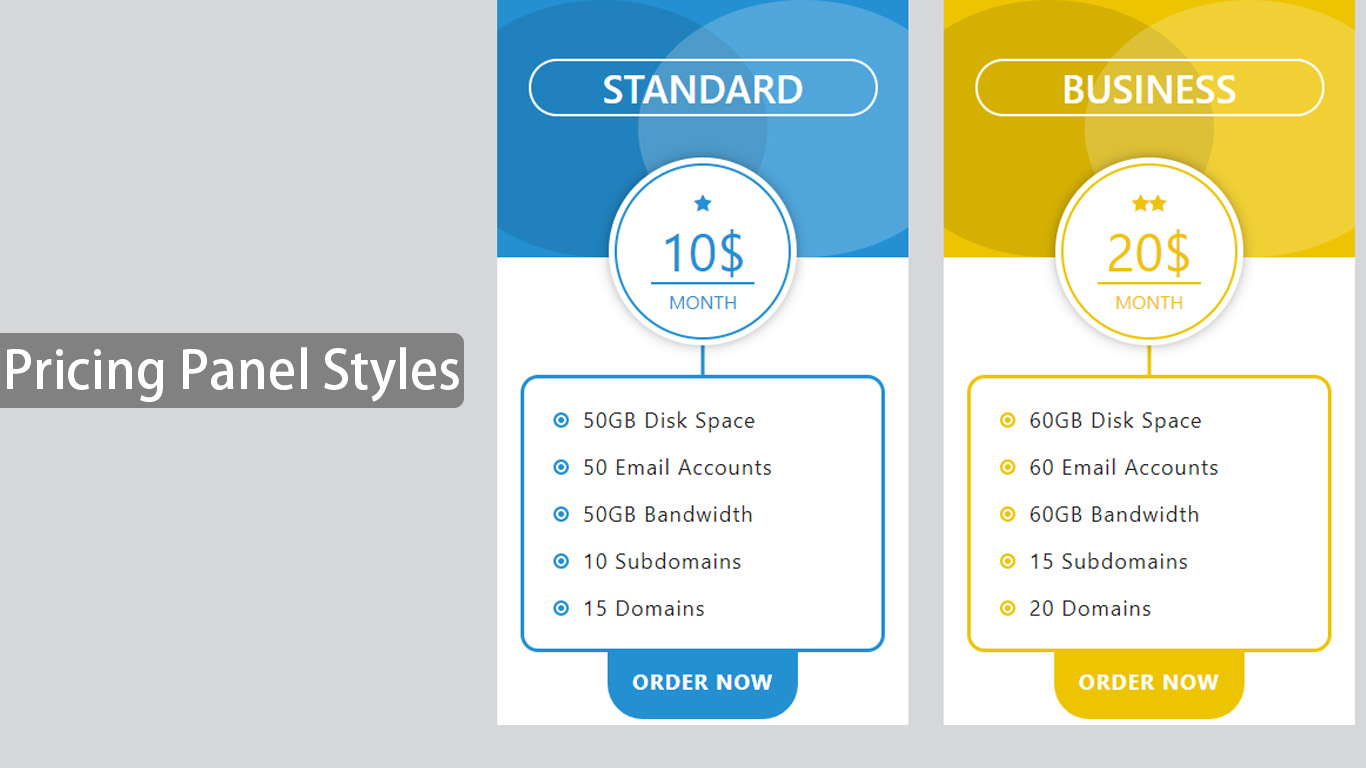 Pricing Panel Styles
STANDARD
10$
MONTH
50GB Disk Space
50 Email Accounts
50GB Bandwidth
10 Subdomains
15 Domains
ORDER NOW
BUSINESS
20$
MONTH
60GB Disk Space
60 Email Accounts
60GB Bandwidth
15 Subdomains
20 Domains
ORDER NOW